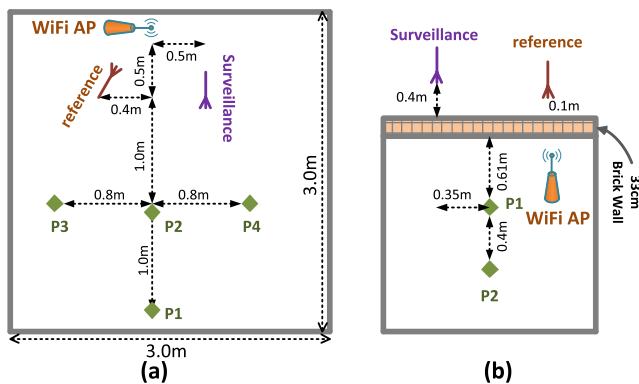 WiFi AP
0.5m
0.5m
reference
0.4m
Surveillance
1.0m
3.0m
0.8m
0.8m
P3
P2
P4
1.0m
P1
3.0m
(a)
Surveillance
reference
0.4m
0.1m
0.61m
0.35m
P1
WiFi AP
33cm
Brick Wall
0.4m
P2
(b)